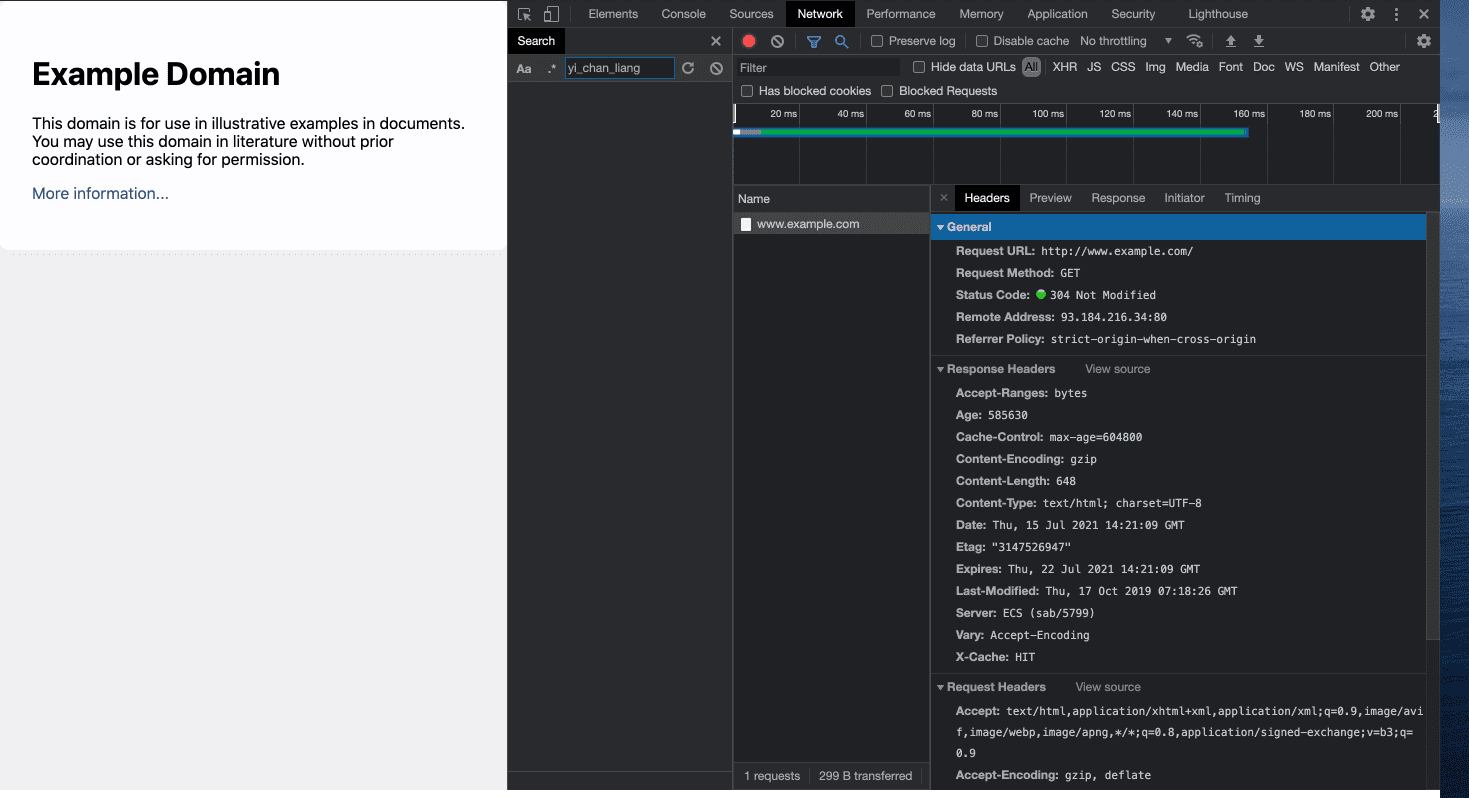 Example Domain
This domain is for use in illustrative examples in documents.
You may use this domain in literature without prior
coordination or asking for permission.
More information...
Elements Console Sources Network Performance Memory Application Security Lighthouse
Search
Aa .* yi_chan_liang
Preserve log Disable cache No throttling
Filter Hide data URLs All XHR JS CSS Img Media Font Doc WS Manifest Other
Has blocked cookies Blocked Requests
20 ms 40 ms 60 ms 80 ms 100 ms 120 ms 140 ms 160 ms 180 ms 200 ms
Name
www.example.com
1 requests 299 B transferred
Headers Preview Response Initiator Timing
General
Request URL: http://www.example.com/
Request Method: GET
Status Code: 304 Not Modified
Remote Address: 93.184.216.34:80
Referrer Policy: strict-origin-when-cross-origin
Response Headers View source
Accept-Ranges: bytes
Age: 585630
Cache-Control: max-age=604800
Content-Encoding: gzip
Content-Length: 648
Content-Type: text/html; charset=UTF-8
Date: Thu, 15 Jul 2021 14:21:09 GMT
Etag: "3147526947"
Expires: Thu, 22 Jul 2021 14:21:09 GMT
Last-Modified: Thu, 17 Oct 2019 07:18:26 GMT
Server: ECS (sab/5799)
Vary: Accept-Encoding
X-Cache: HIT
Request Headers View source
Accept: text/html,application/xhtml+xml,application/xml;q=0.9,image/avi
f,image/webp,image/apng,*/*;q=0.8,application/signed-exchange;v=b3;q=
0.9
Accept-Encoding: gzip, deflate